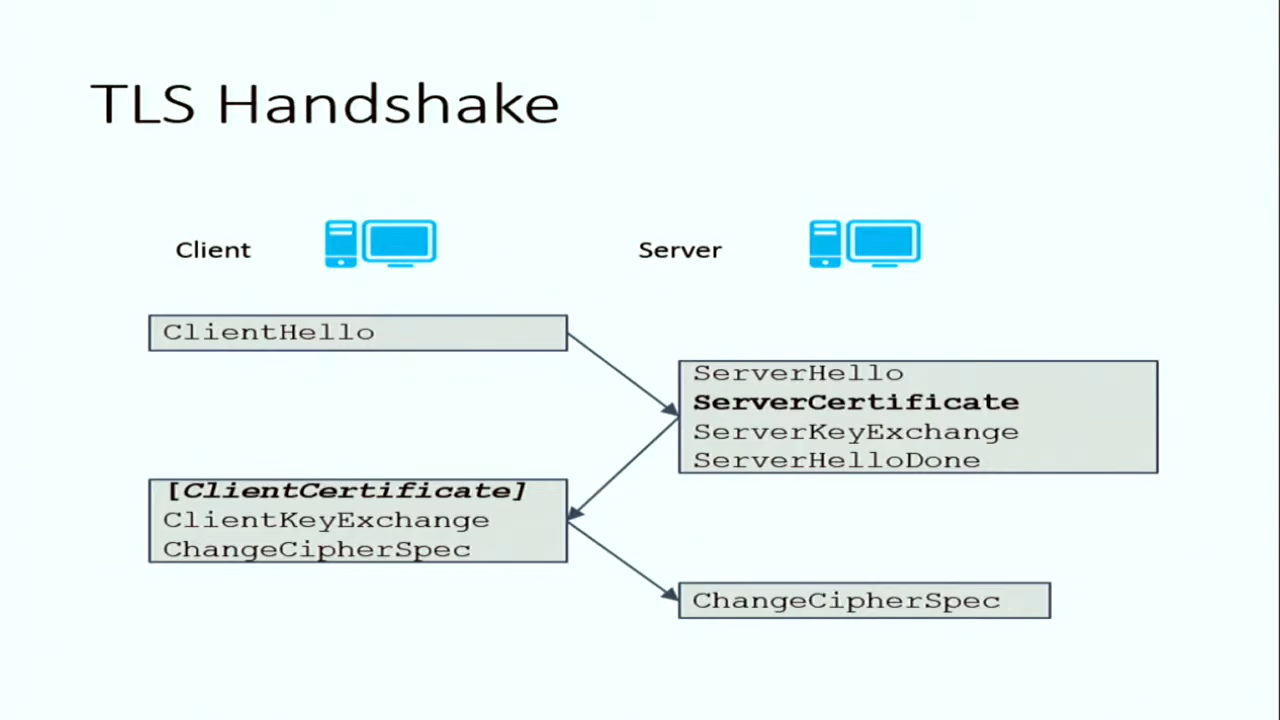 TLS Handshake
Client
Server
ClientHello
ServerHello
ServerCertificate
ServerKeyExchange
ServerHelloDone
[ClientCertificate]
ClientKeyExchange
ChangeCipherSpec
ChangeCipherSpec